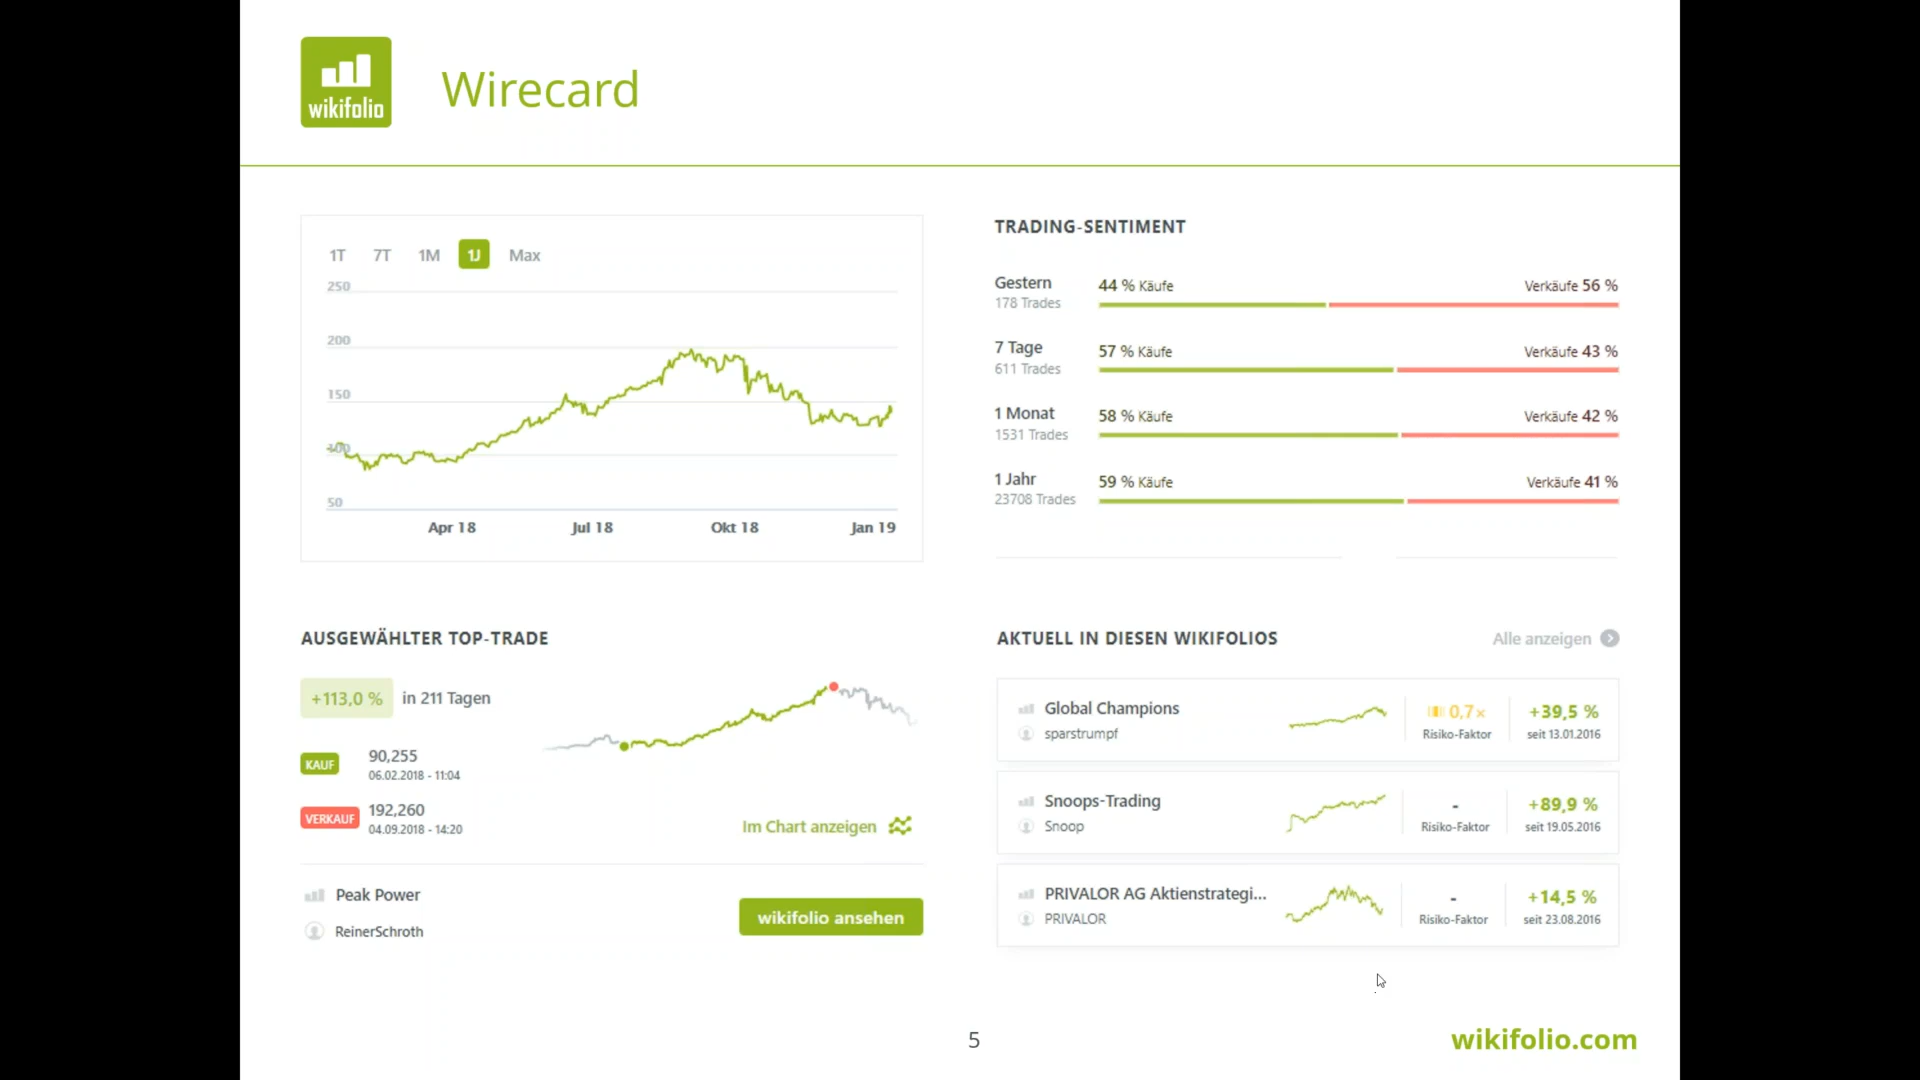 wikifolio
Wirecard
1T 7T 1M 1J Max
250
200
150
100
50
Apr 18 Jul 18 Okt 18 Jan 19
TRADING-SENTIMENT
Gestern 44 % Käufe Verkäufe 56 %
178 Trades
7 Tage 57 % Käufe Verkäufe 43 %
611 Trades
1 Monat 58 % Käufe Verkäufe 42 %
1531 Trades
1 Jahr 59 % Käufe Verkäufe 41 %
23708 Trades
AUSGEWÄHLTER TOP-TRADE
+113,0 % in 211 Tagen
KAUF 90,255
06.02.2018 - 11:04
VERKAUF 192,260
04.09.2018 - 14:20
Im Chart anzeigen
Peak Power
ReinerSchroth
wikifolio ansehen
AKTUELL IN DIESEN WIKIFOLIOS Alle anzeigen
Global Champions 0,7x +39,5 %
sparstrumpf Risiko-Faktor seit 13.01.2016
Snoops-Trading - +89,9 %
Snoop Risiko-Faktor seit 19.05.2016
PRIVALOR AG Aktienstrategi... - +14,5 %
PRIVALOR Risiko-Faktor seit 23.08.2016
5
wikifolio.com